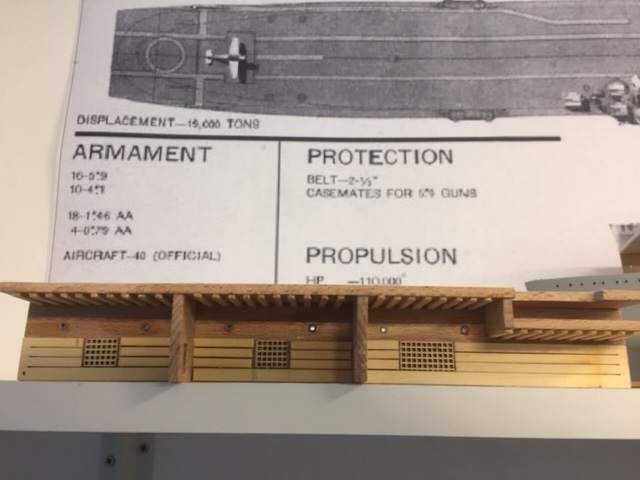 DISPLACEMENT—19,000 TONS
ARMAMENT
16-5"9
10-4"1
18-1"46 AA
4-0"79 AA
AIRCRAFT-40 (OFFICIAL)
PROTECTION
BELT—2-½"
CASEMATES FOR 5"9 GUNS
PROPULSION
HP —110,000